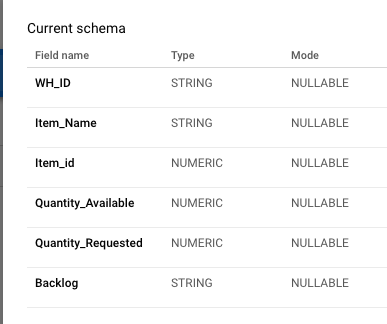 Current schema
Field name Type Mode
WH_ID STRING NULLABLE
Item_Name STRING NULLABLE
Item_id NUMERIC NULLABLE
Quantity_Available NUMERIC NULLABLE
Quantity_Requested NUMERIC NULLABLE
Backlog STRING NULLABLE